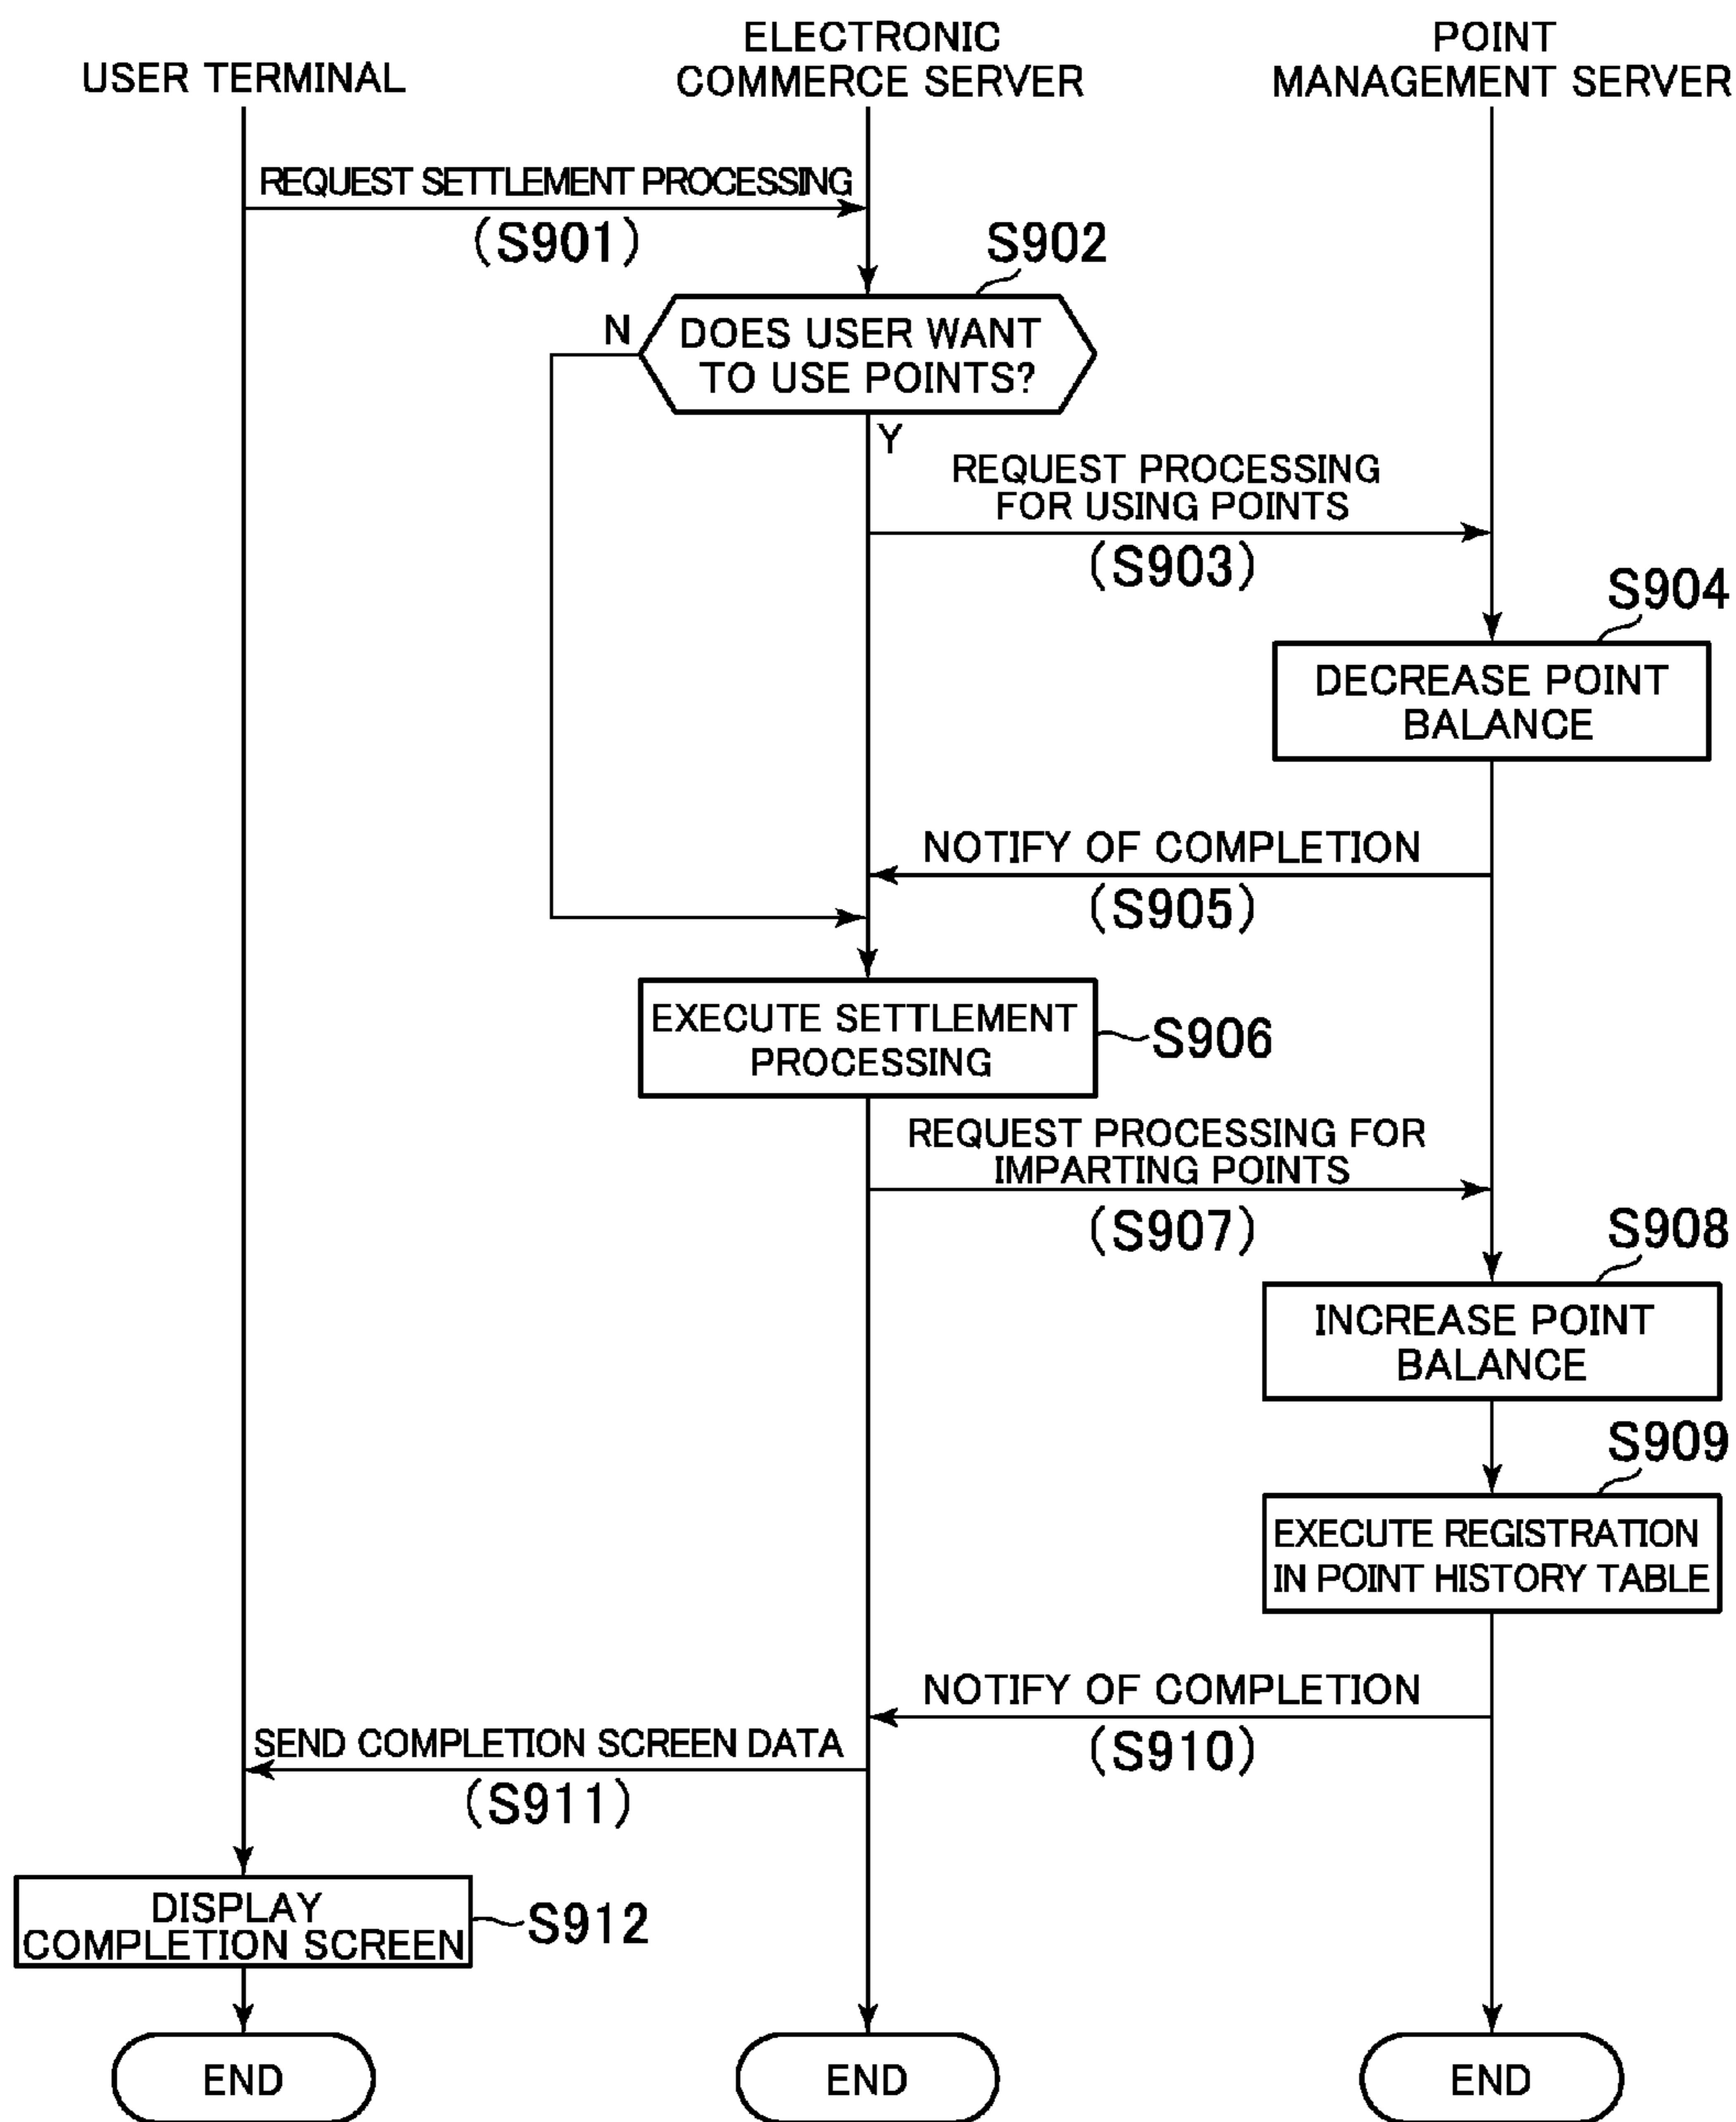 USER TERMINAL
ELECTRONIC
COMMERCE SERVER
POINT
MANAGEMENT SERVER
REQUEST SETTLEMENT PROCESSING
(S901)
S902
N
DOES USER WANT
TO USE POINTS?
Y
REQUEST PROCESSING
FOR USING POINTS
(S903)
S904
DECREASE POINT
BALANCE
NOTIFY OF COMPLETION
(S905)
EXECUTE SETTLEMENT
PROCESSING
S906
REQUEST PROCESSING FOR
IMPARTING POINTS
(S907)
S908
INCREASE POINT
BALANCE
S909
EXECUTE REGISTRATION
IN POINT HISTORY TABLE
NOTIFY OF COMPLETION
(S910)
SEND COMPLETION SCREEN DATA
(S911)
DISPLAY
COMPLETION SCREEN
S912
END
END
END